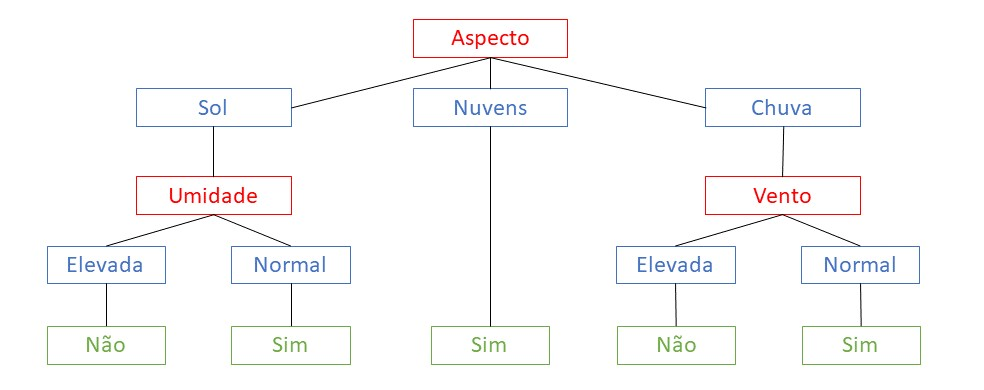 Aspecto
Sol
Nuvens
Chuva
Umidade
Vento
Elevada
Normal
Elevada
Normal
Não
Sim
Sim
Não
Sim